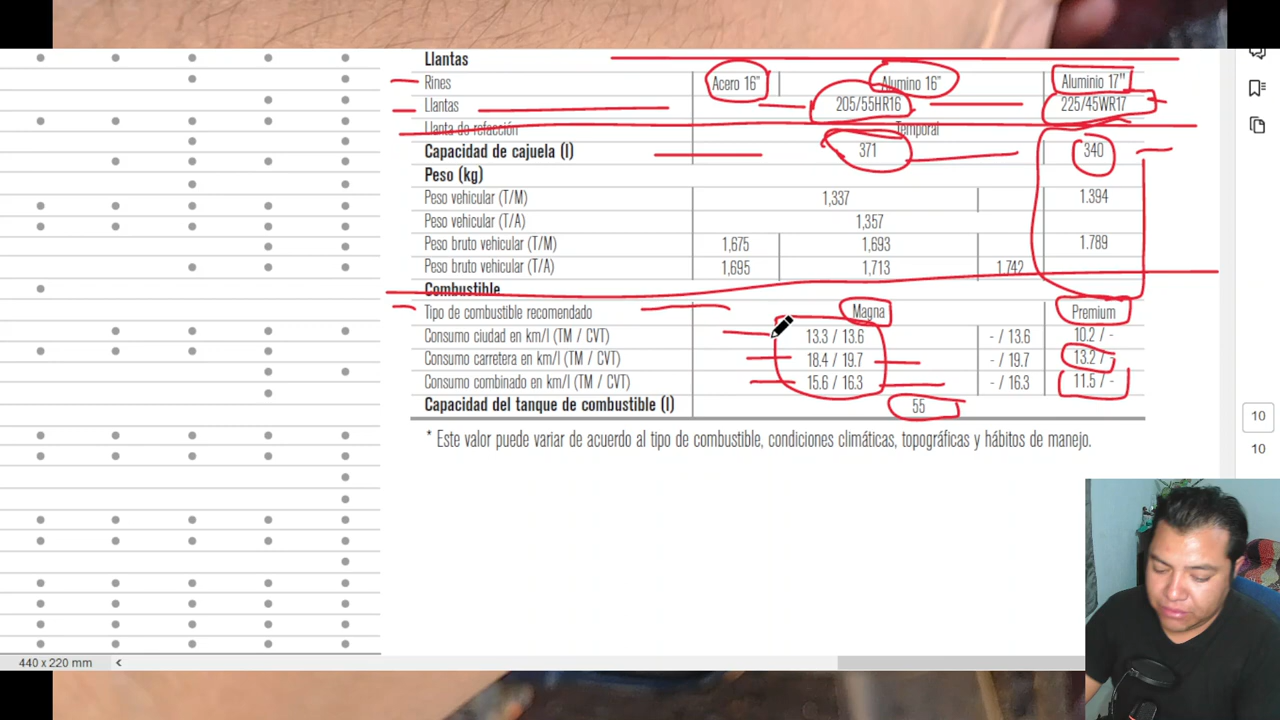 Llantas
Rines Acero 16" Alumino 16" Aluminio 17"
Llantas 205/55HR16 225/45WR17
Llanta de refacción Temporal
Capacidad de cajuela (l) 371 340
Peso (kg)
Peso vehicular (T/M) 1,337 1.394
Peso vehicular (T/A) 1,357
Peso bruto vehicular (T/M) 1,675 1,693 1.789
Peso bruto vehicular (T/A) 1,695 1,713 1.742
Combustible
Tipo de combustible recomendado Magna Premium
Consumo ciudad en km/l (TM / CVT) 13.3 / 13.6 - / 13.6 10.2 / -
Consumo carretera en km/l (TM / CVT) 18.4 / 19.7 - / 19.7 13.2 / -
Consumo combinado en km/l (TM / CVT) 15.6 / 16.3 - / 16.3 11.5 / -
Capacidad del tanque de combustible (l) 55
* Este valor puede variar de acuerdo al tipo de combustible, condiciones climáticas, topográficas y hábitos de manejo.
10
10
440 x 220 mm